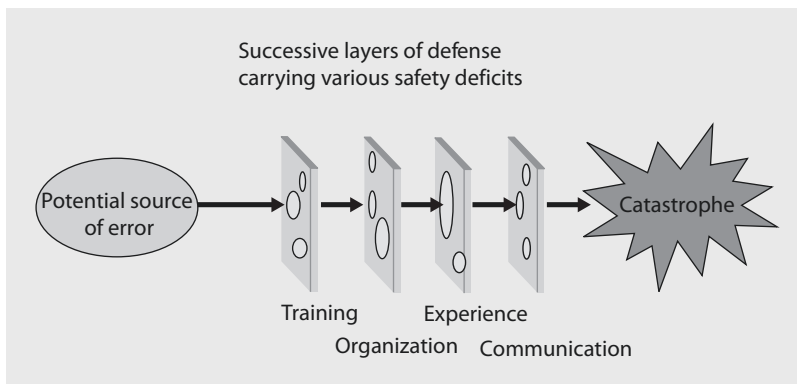 Successive layers of defense
carrying various safety deficits
Potential source
of error
Catastrophe
Training
Experience
Organization
Communication